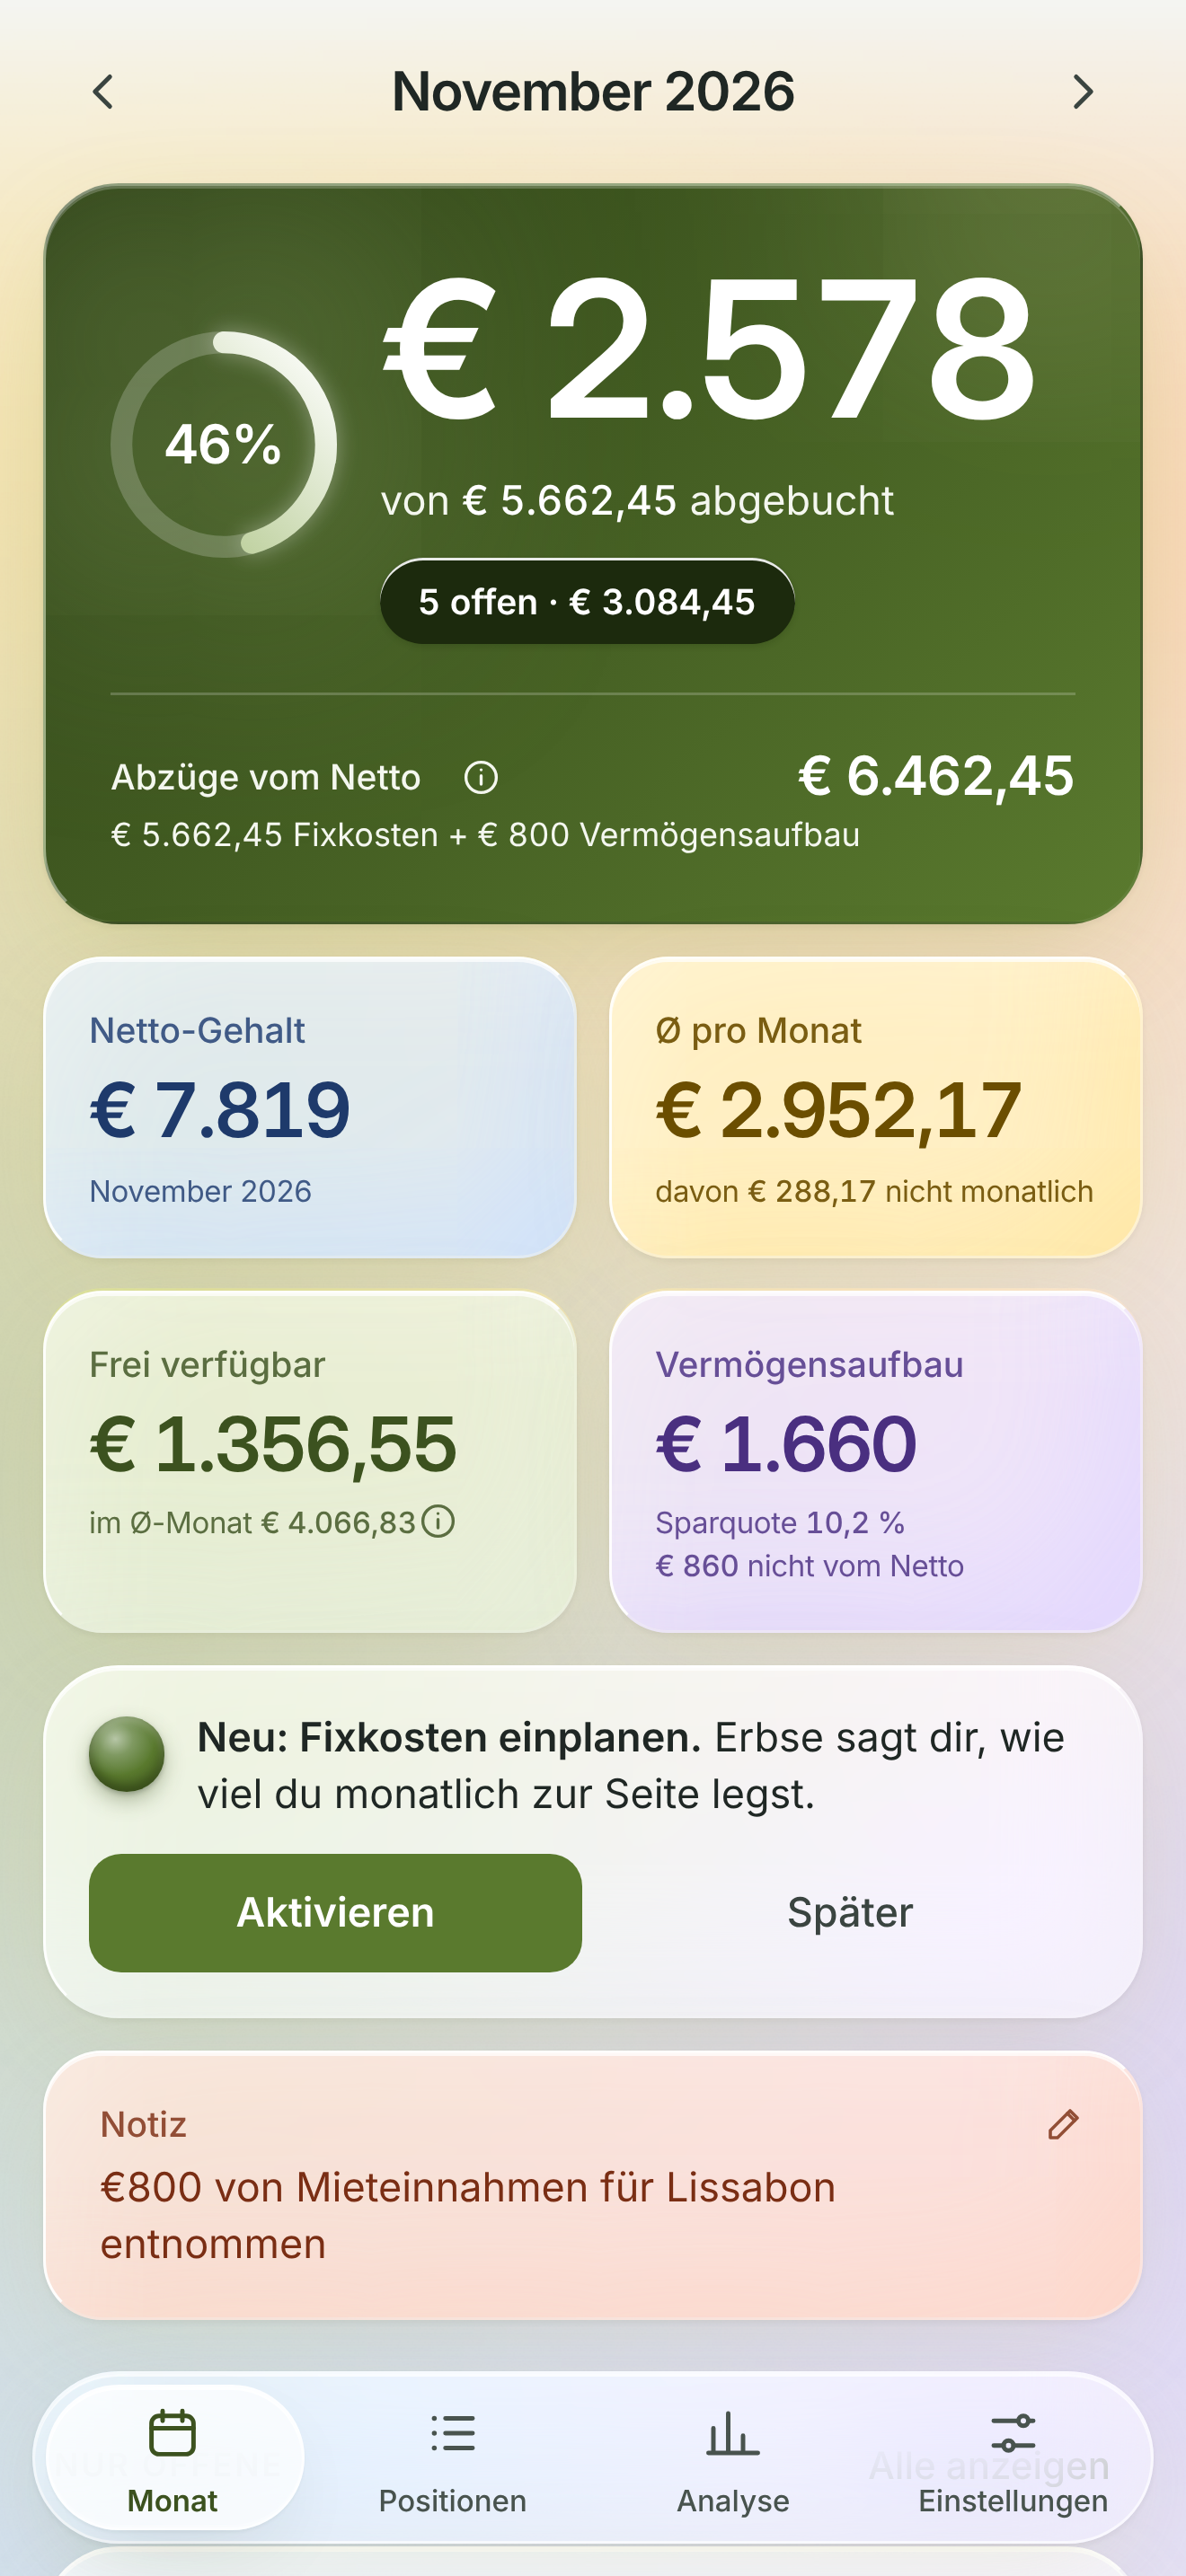 November 2026
46%
€ 2.578
von € 5.662,45 abgebucht
5 offen · € 3.084,45
Abzüge vom Netto
€ 6.462,45
€ 5.662,45 Fixkosten + € 800 Vermögensaufbau
Netto-Gehalt
€ 7.819
November 2026
Ø pro Monat
€ 2.952,17
davon € 288,17 nicht monatlich
Frei verfügbar
€ 1.356,55
im Ø-Monat € 4.066,83
Vermögensaufbau
€ 1.660
Sparquote 10,2 %
€ 860 nicht vom Netto
Neu: Fixkosten einplanen. Erbse sagt dir, wie
viel du monatlich zur Seite legst.
Aktivieren
Später
Notiz
€800 von Mieteinnahmen für Lissabon
entnommen
NUR OFFENE
Alle anzeigen
Monat
Positionen
Analyse
Einstellungen